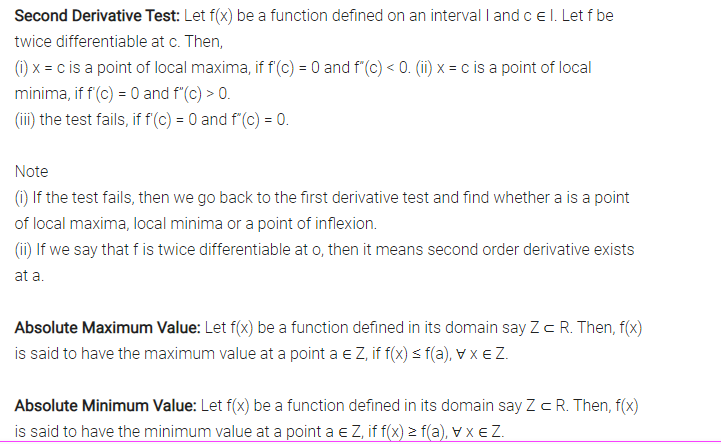 Second Derivative Test: Let f(x) be a function defined on an interval I and c ∈ I. Let f be
twice differentiable at c. Then,
(i) x = c is a point of local maxima, if f'(c) = 0 and f"(c) < 0. (ii) x = c is a point of local
minima, if f'(c) = 0 and f"(c) > 0.
(iii) the test fails, if f'(c) = 0 and f"(c) = 0.
Note
(i) If the test fails, then we go back to the first derivative test and find whether a is a point
of local maxima, local minima or a point of inflexion.
(ii) If we say that f is twice differentiable at o, then it means second order derivative exists
at a.
Absolute Maximum Value: Let f(x) be a function defined in its domain say Z ⊂ R. Then, f(x)
is said to have the maximum value at a point a ∈ Z, if f(x) ≤ f(a), ∀ x ∈ Z.
Absolute Minimum Value: Let f(x) be a function defined in its domain say Z ⊂ R. Then, f(x)
is said to have the minimum value at a point a ∈ Z, if f(x) ≥ f(a), ∀ x ∈ Z.